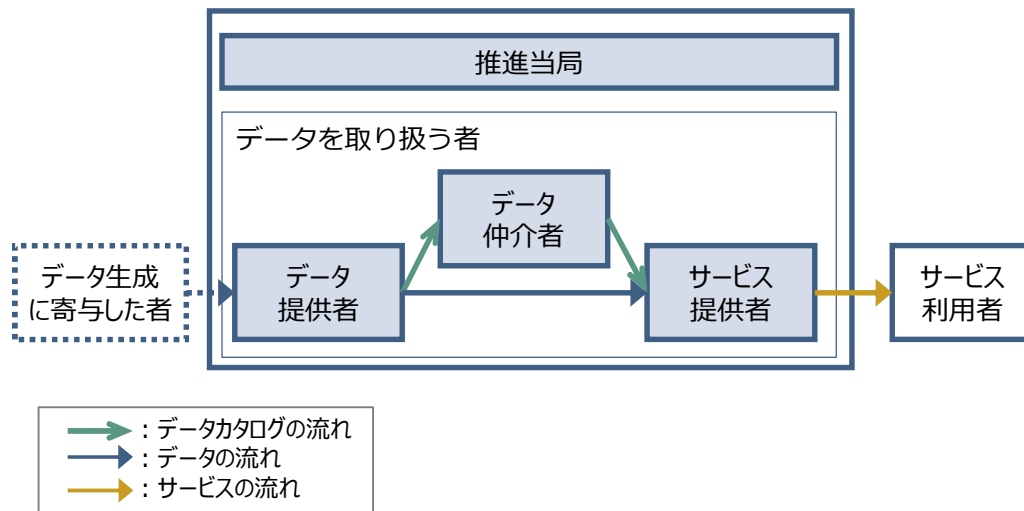 推進当局
データを取り扱う者
データ
仲介者
データ生成
に寄与した者
データ
提供者
サービス
提供者
サービス
利用者
：データカタログの流れ
：データの流れ
：サービスの流れ